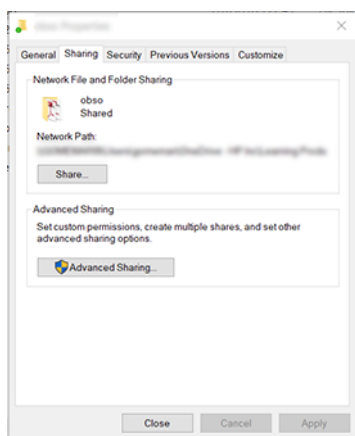 Properties
General Sharing Security Previous Versions Customize
Network File and Folder Sharing
obso
Shared
Network Path:
Share...
Advanced Sharing
Set custom permissions, create multiple shares, and set other
advanced sharing options.
Advanced Sharing...
Close Cancel Apply